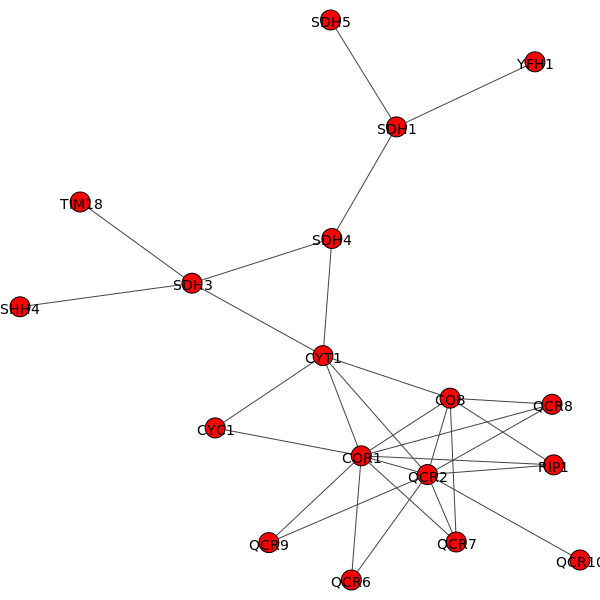 SDH5
YFH1
SDH1
TIM18
SDH4
SDH3
SHH4
CYT1
COB
QCR8
CYC1
COR1
RIP1
QCR2
QCR9
QCR7
QCR10
QCR6